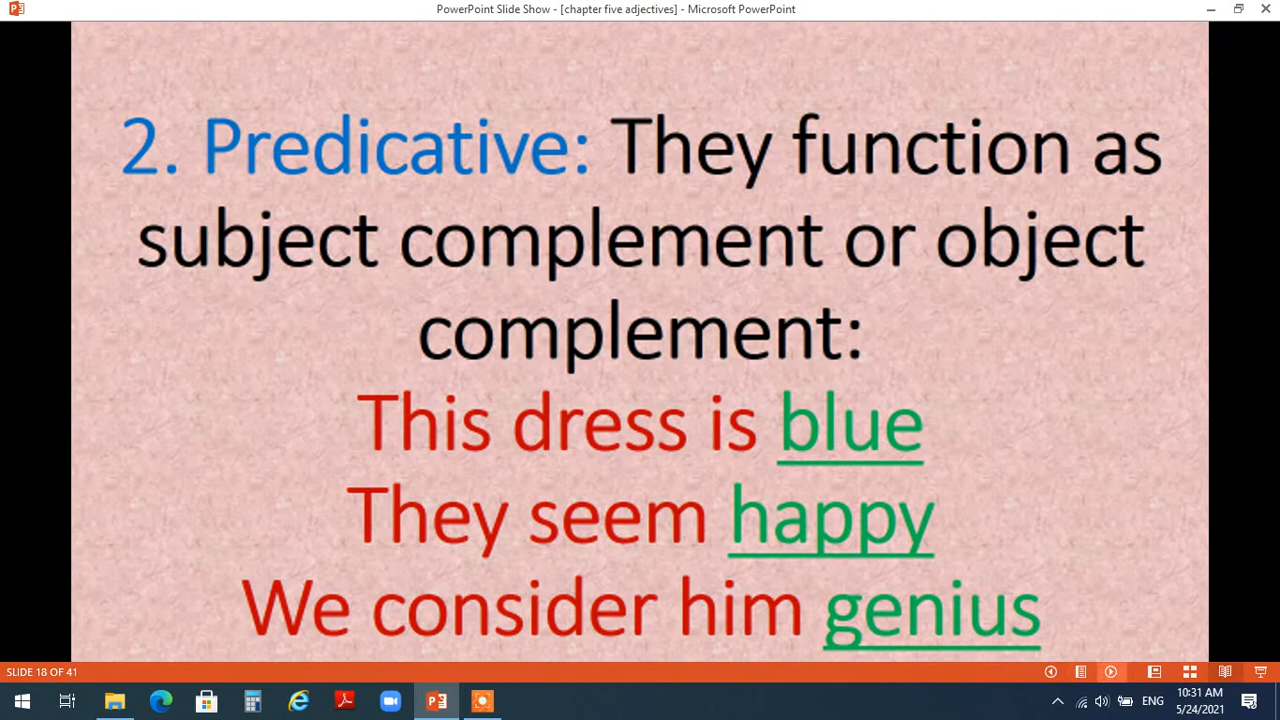 PowerPoint Slide Show - [chapter five adjectives] - Microsoft PowerPoint
2. Predicative: They function as
subject complement or object
complement:
This dress is blue
They seem happy
We consider him genius
SLIDE 18 OF 41
ENG
10:31 AM
5/24/2021